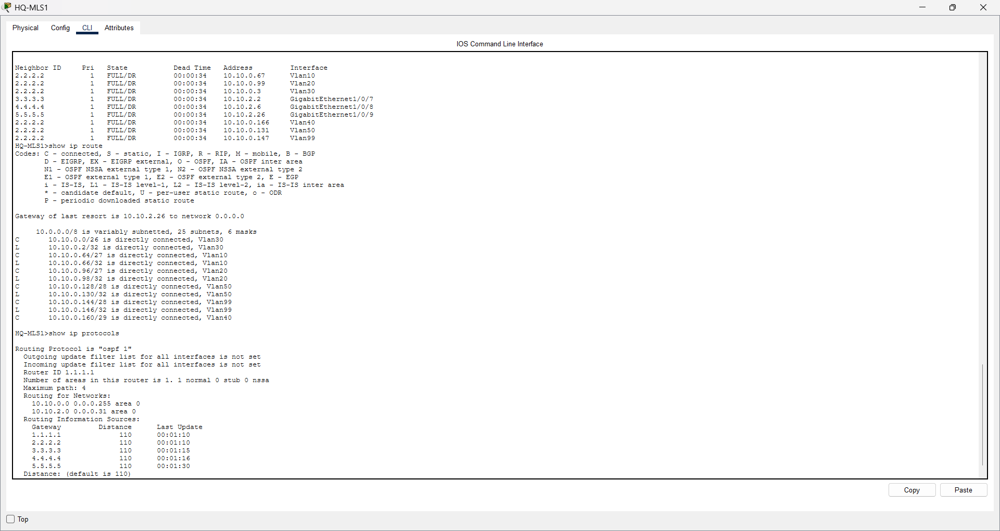 HQ-MLS1
Physical Config CLI Attributes
IOS Command Line Interface
Neighbor ID     Pri   State           Dead Time   Address         Interface
2.2.2.2           1   FULL/DR         00:00:34    10.10.0.67      Vlan10
2.2.2.2           1   FULL/DR         00:00:34    10.10.0.99      Vlan20
2.2.2.2           1   FULL/DR         00:00:34    10.10.0.3       Vlan30
3.3.3.3           1   FULL/DR         00:00:34    10.10.2.2       GigabitEthernet1/0/7
4.4.4.4           1   FULL/DR         00:00:34    10.10.2.6       GigabitEthernet1/0/8
5.5.5.5           1   FULL/DR         00:00:34    10.10.2.26      GigabitEthernet1/0/9
2.2.2.2           1   FULL/DR         00:00:34    10.10.0.166     Vlan40
2.2.2.2           1   FULL/DR         00:00:34    10.10.0.131     Vlan50
2.2.2.2           1   FULL/DR         00:00:34    10.10.0.147     Vlan99
HQ-MLS1>show ip route
Codes: C - connected, S - static, I - IGRP, R - RIP, M - mobile, B - BGP
       D - EIGRP, EX - EIGRP external, O - OSPF, IA - OSPF inter area
       N1 - OSPF NSSA external type 1, N2 - OSPF NSSA external type 2
       E1 - OSPF external type 1, E2 - OSPF external type 2, E - EGP
       i - IS-IS, L1 - IS-IS level-1, L2 - IS-IS level-2, ia - IS-IS inter area
       * - candidate default, U - per-user static route, o - ODR
       P - periodic downloaded static route
Gateway of last resort is 10.10.2.26 to network 0.0.0.0
     10.0.0.0/8 is variably subnetted, 25 subnets, 6 masks
C       10.10.0.0/26 is directly connected, Vlan30
L       10.10.0.2/32 is directly connected, Vlan30
C       10.10.0.64/27 is directly connected, Vlan10
L       10.10.0.66/32 is directly connected, Vlan10
C       10.10.0.96/27 is directly connected, Vlan20
L       10.10.0.98/32 is directly connected, Vlan20
C       10.10.0.128/28 is directly connected, Vlan50
L       10.10.0.130/32 is directly connected, Vlan50
C       10.10.0.144/28 is directly connected, Vlan99
L       10.10.0.146/32 is directly connected, Vlan99
C       10.10.0.160/29 is directly connected, Vlan40
HQ-MLS1>show ip protocols
Routing Protocol is "ospf 1"
  Outgoing update filter list for all interfaces is not set
  Incoming update filter list for all interfaces is not set
  Router ID 1.1.1.1
  Number of areas in this router is 1. 1 normal 0 stub 0 nssa
  Maximum path: 4
  Routing for Networks:
    10.10.0.0 0.0.0.255 area 0
    10.10.2.0 0.0.0.31 area 0
  Routing Information Sources:
    Gateway         Distance      Last Update
    1.1.1.1              110      00:01:10
    2.2.2.2              110      00:01:10
    3.3.3.3              110      00:01:15
    4.4.4.4              110      00:01:16
    5.5.5.5              110      00:01:30
  Distance: (default is 110)
Copy Paste
Top